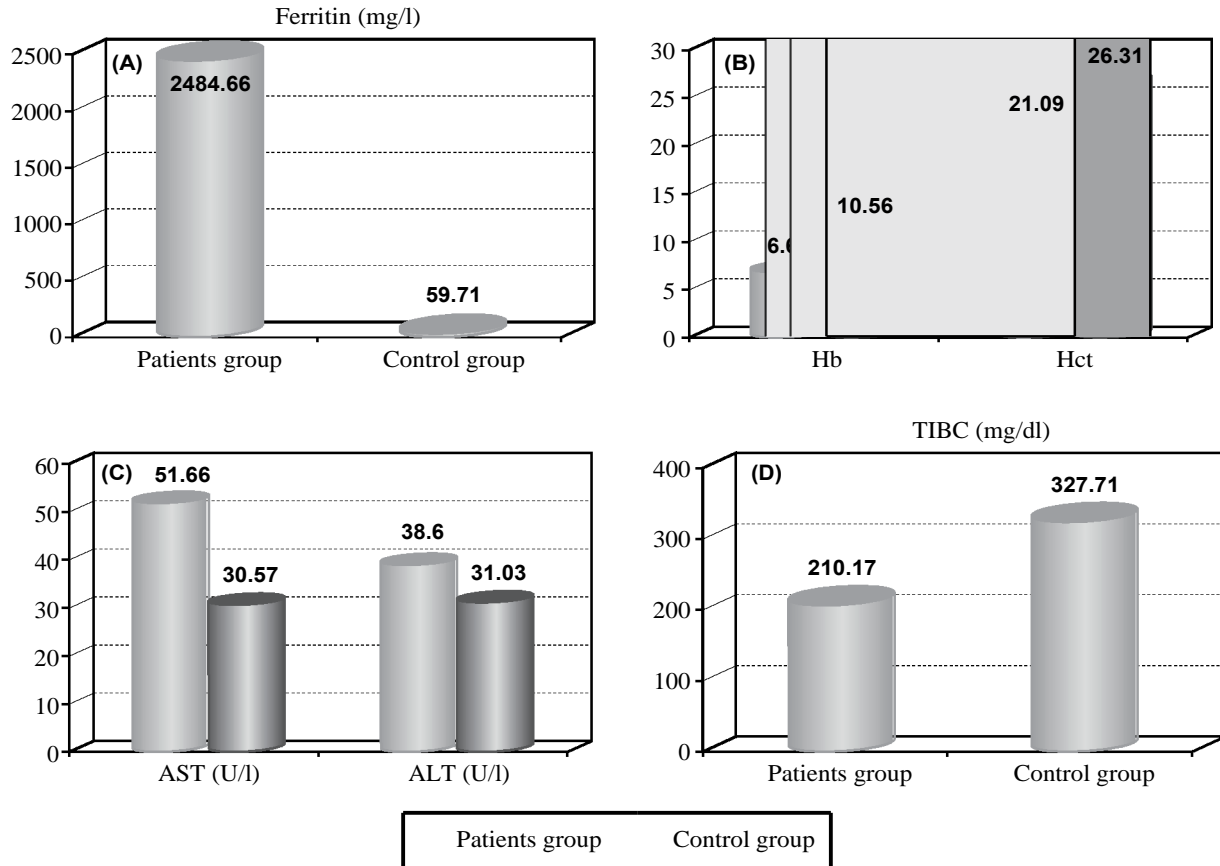 Ferritin (mg/l)
(A)
2500
2000
1500
1000
500
0
2484.66
59.71
Patients group
Control group
(B)
30
25
20
15
10
5
0
10.56
21.09
26.31
Hb
Hct
(C)
60
50
40
30
20
10
0
51.66
30.57
38.6
31.03
AST (U/l)
ALT (U/l)
TIBC (mg/dl)
(D)
400
300
200
100
0
210.17
327.71
Patients group
Control group
Patients group
Control group